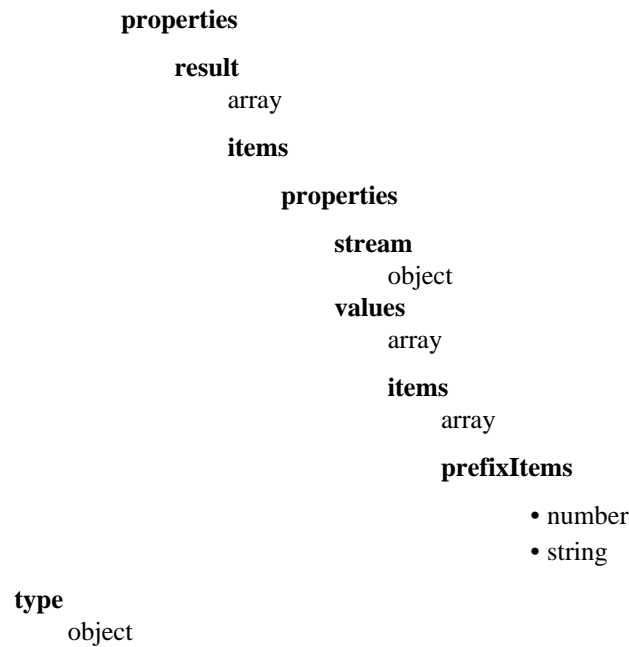 properties
result
array
items
properties
stream
object
values
array
items
array
prefixItems
• number
• string
type
object